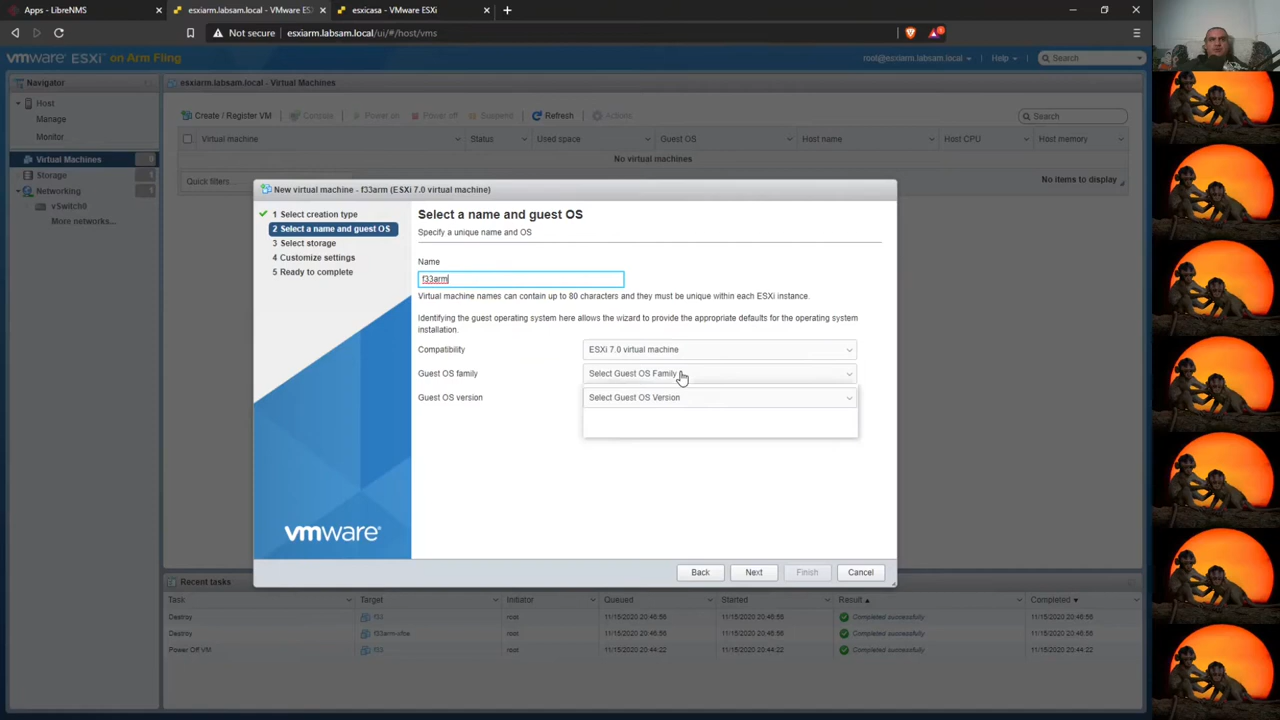 Apps - LibreNMS
esxiarm.labsam.local - VMware ES
esxicasa - VMware ESXi
Not secure
esxiarm.labsam.local/ui/#/host/vms
vmware ESXi on Arm Fling
root@esxiarm.labsam.local
Help
Search
Navigator
Host
Manage
Monitor
Virtual Machines 0
Storage 1
Networking 1
vSwitch0
More networks...
esxiarm.labsam.local - Virtual Machines
Create / Register VM
Console
Power on
Power off
Suspend
Refresh
Actions
Search
Virtual machine
Status
Used space
Guest OS
Host name
Host CPU
Host memory
No virtual machines
Quick filters...
No items to display
New virtual machine - f33arm (ESXi 7.0 virtual machine)
1 Select creation type
2 Select a name and guest OS
3 Select storage
4 Customize settings
5 Ready to complete
vmware
Select a name and guest OS
Specify a unique name and OS
Name
f33arm
Virtual machine names can contain up to 80 characters and they must be unique within each ESXi instance.
Identifying the guest operating system here allows the wizard to provide the appropriate defaults for the operating system
installation.
Compatibility
ESXi 7.0 virtual machine
Guest OS family
Select Guest OS Family
Guest OS version
Select Guest OS Version
Back
Next
Finish
Cancel
Recent tasks
Task
Target
Initiator
Queued
Started
Result
Completed
Destroy f33 root 11/15/2020 20:46:56 11/15/2020 20:46:56 Completed successfully 11/15/2020 20:46:56
Destroy root 11/15/2020 20:46:56 11/15/2020 20:46:56 Completed successfully 11/15/2020 20:46:56
Power Off VM f33 root 11/15/2020 20:44:22 11/15/2020 20:44:22 Completed successfully 11/15/2020 20:44:22